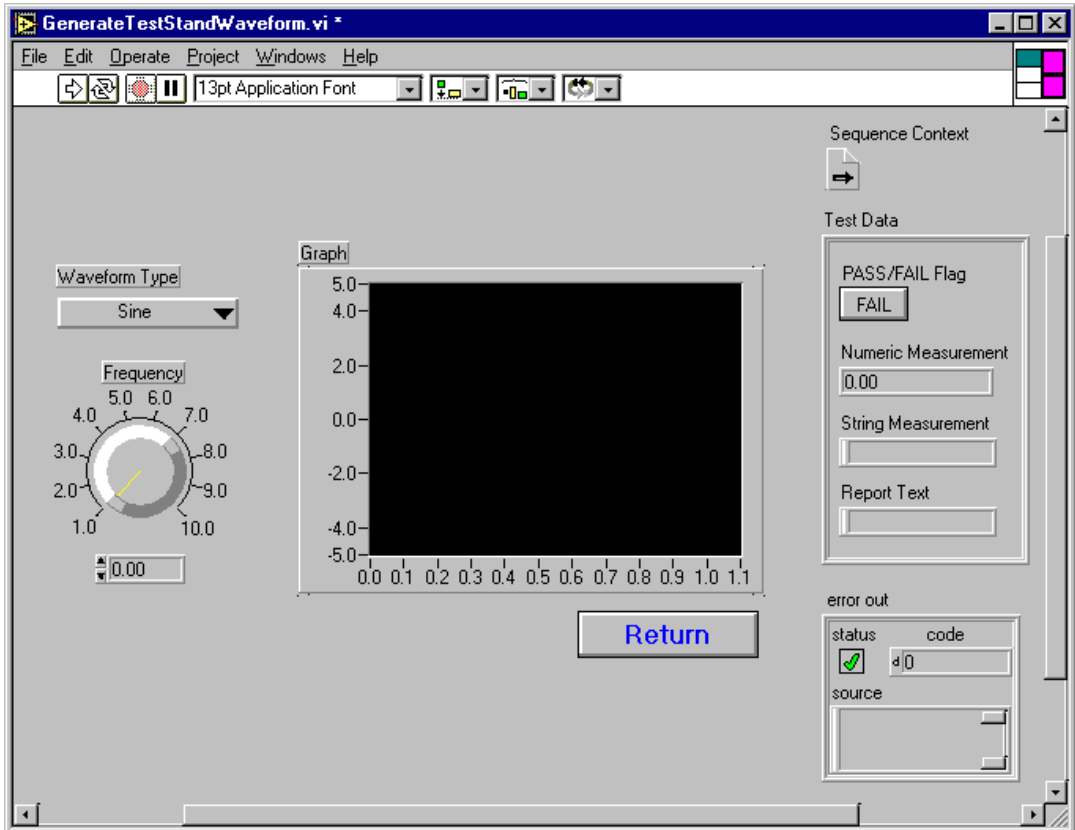 GenerateTestStandWaveform.vi *
File Edit Operate Project Windows Help
13pt Application Font
Sequence Context
Test Data
Graph
Waveform Type
Sine
Frequency
5.0 6.0
4.0 7.0
3.0 8.0
2.0 9.0
1.0 10.0
0.00
5.0
4.0
2.0
0.0
-2.0
-4.0
-5.0
0.0 0.1 0.2 0.3 0.4 0.5 0.6 0.7 0.8 0.9 1.0 1.1
Return
PASS/FAIL Flag
FAIL
Numeric Measurement
0.00
String Measurement
Report Text
error out
status code
d 0
source